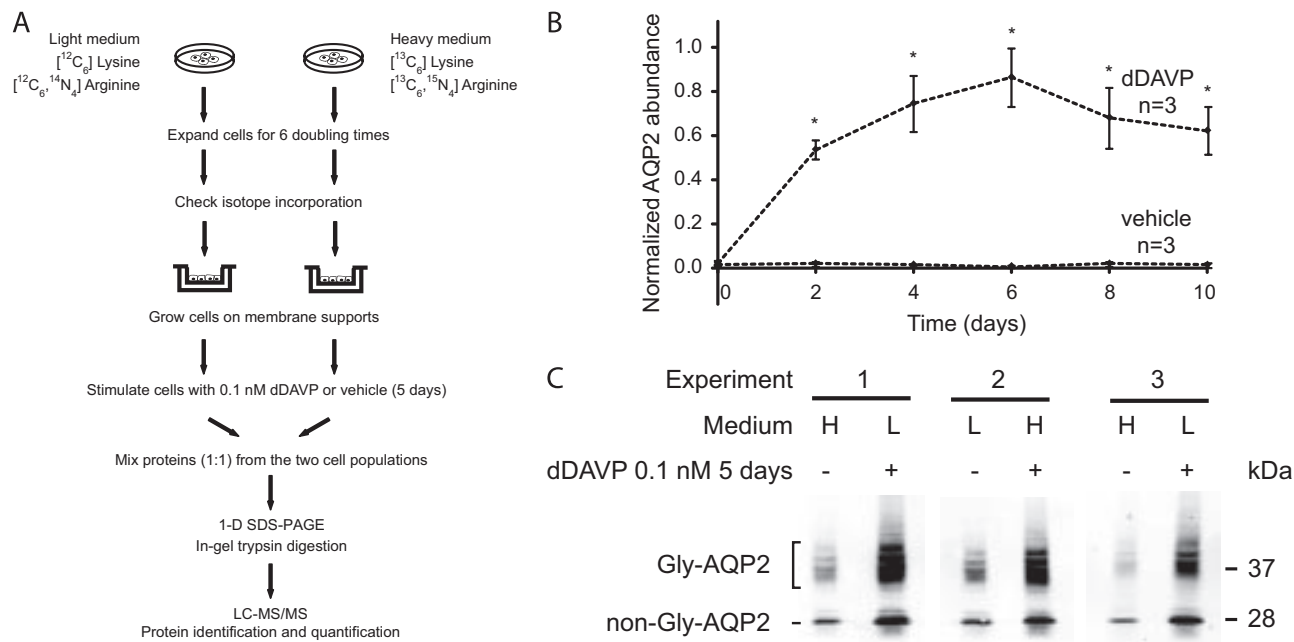 A
Light medium
[¹²C₆] Lysine
[¹²C₆,¹⁴N₄] Arginine
Heavy medium
[¹³C₆] Lysine
[¹³C₆,¹⁵N₄] Arginine
Expand cells for 6 doubling times
Check isotope incorporation
Grow cells on membrane supports
Stimulate cells with 0.1 nM dDAVP or vehicle (5 days)
Mix proteins (1:1) from the two cell populations
1-D SDS-PAGE
In-gel trypsin digestion
LC-MS/MS
Protein identification and quantification
B
Normalized AQP2 abundance
1.0
0.8
0.6
0.4
0.2
0.0
* * * * *
dDAVP
n=3
vehicle
n=3
0 2 4 6 8 10
Time (days)
C
Experiment 1 2 3
Medium H L L H H L
dDAVP 0.1 nM 5 days - + - + - + kDa
Gly-AQP2 - 37
non-Gly-AQP2 - - 28